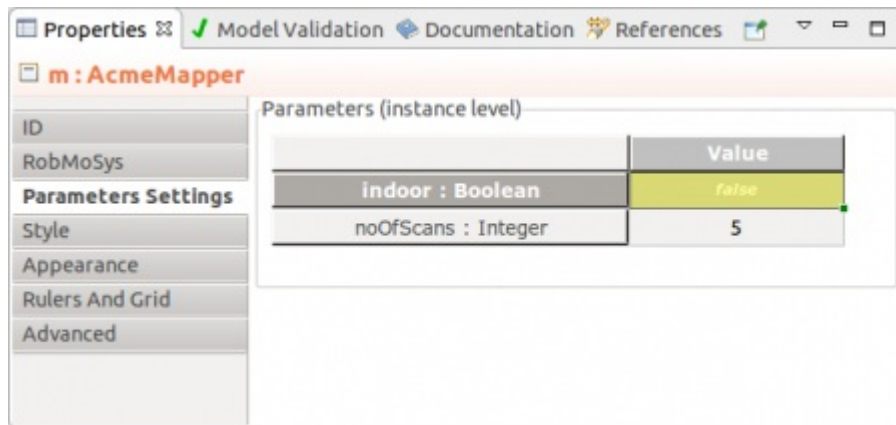 Properties Model Validation Documentation References
m : AcmeMapper
ID
RobMoSys
Parameters Settings
Style
Appearance
Rulers And Grid
Advanced
Parameters (instance level)
Value
indoor : Boolean false
noOfScans : Integer 5